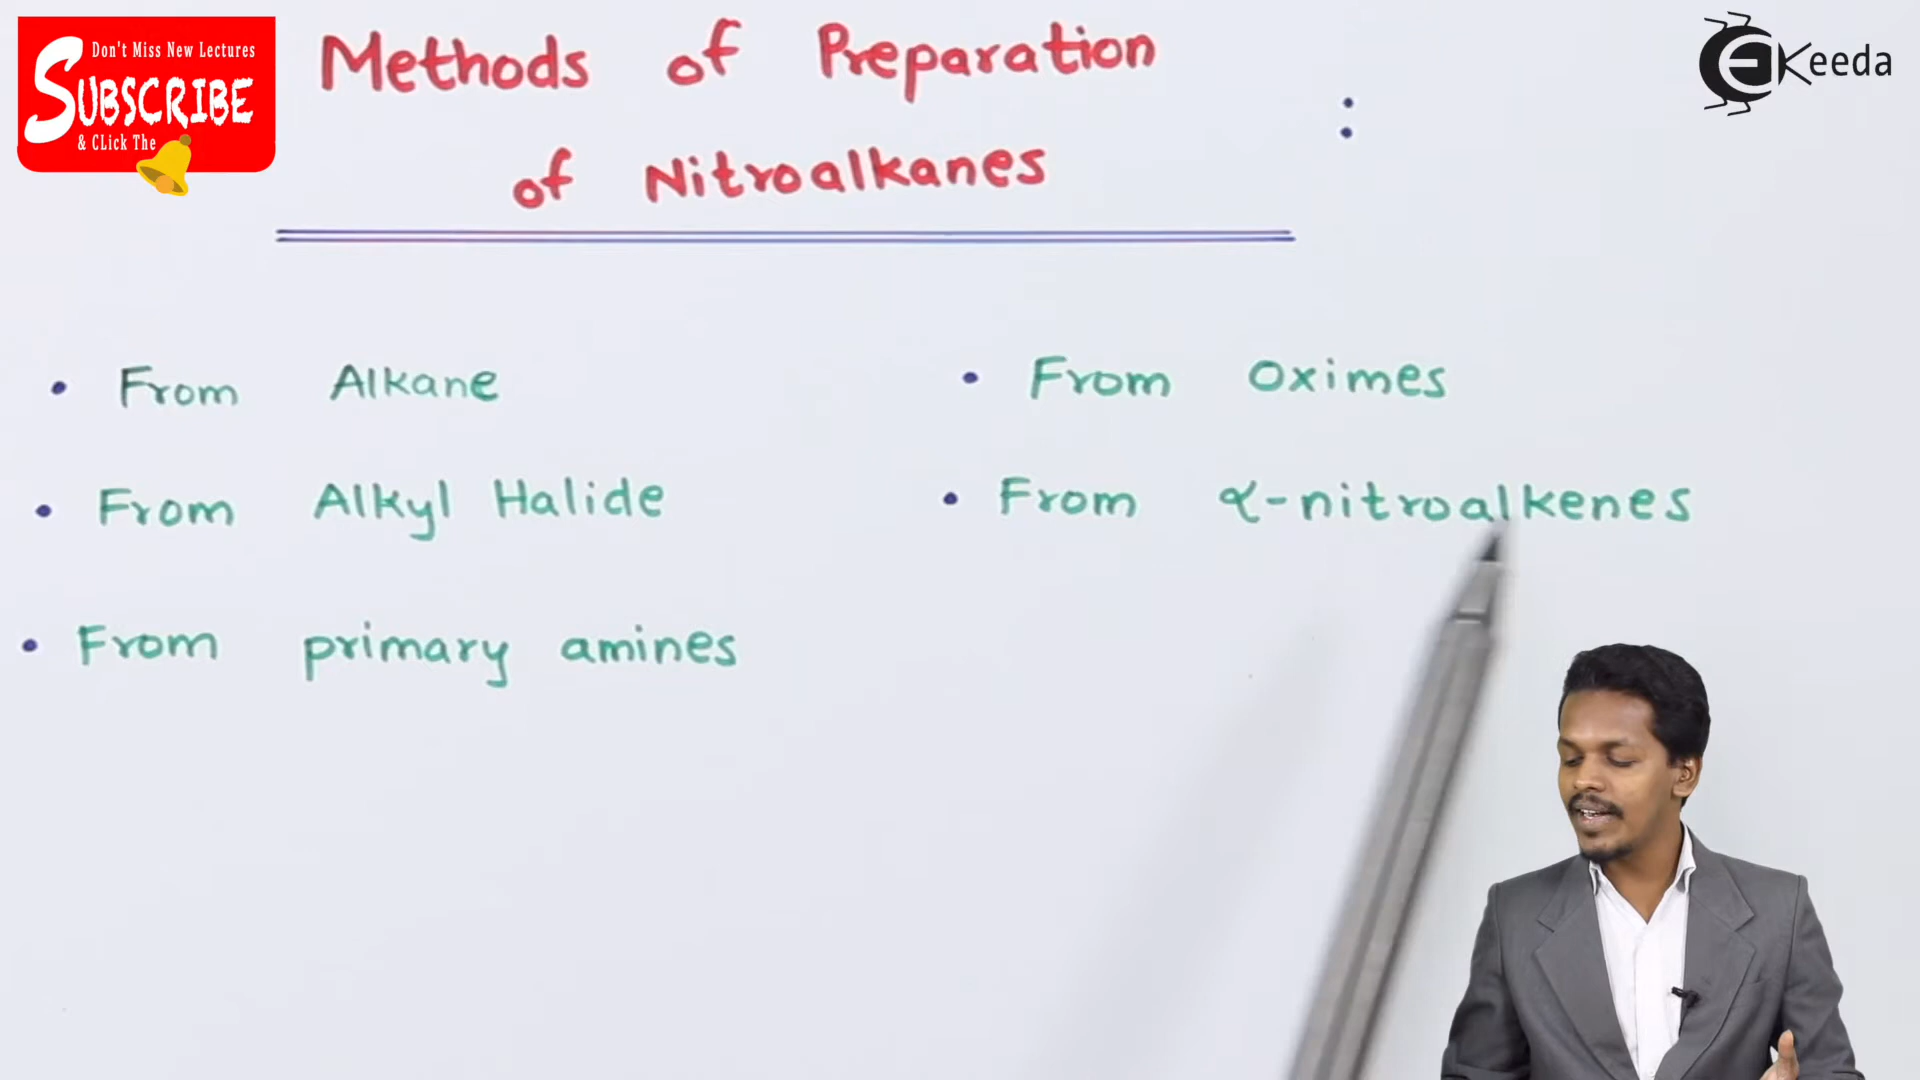 Don't Miss New Lectures
SUBSCRIBE
& CLick The
Methods of Preparation :
of Nitroalkanes
Ekeeda
• From Alkane
• From Alkyl Halide
• From primary amines
• From Oximes
• From α-nitroalkenes